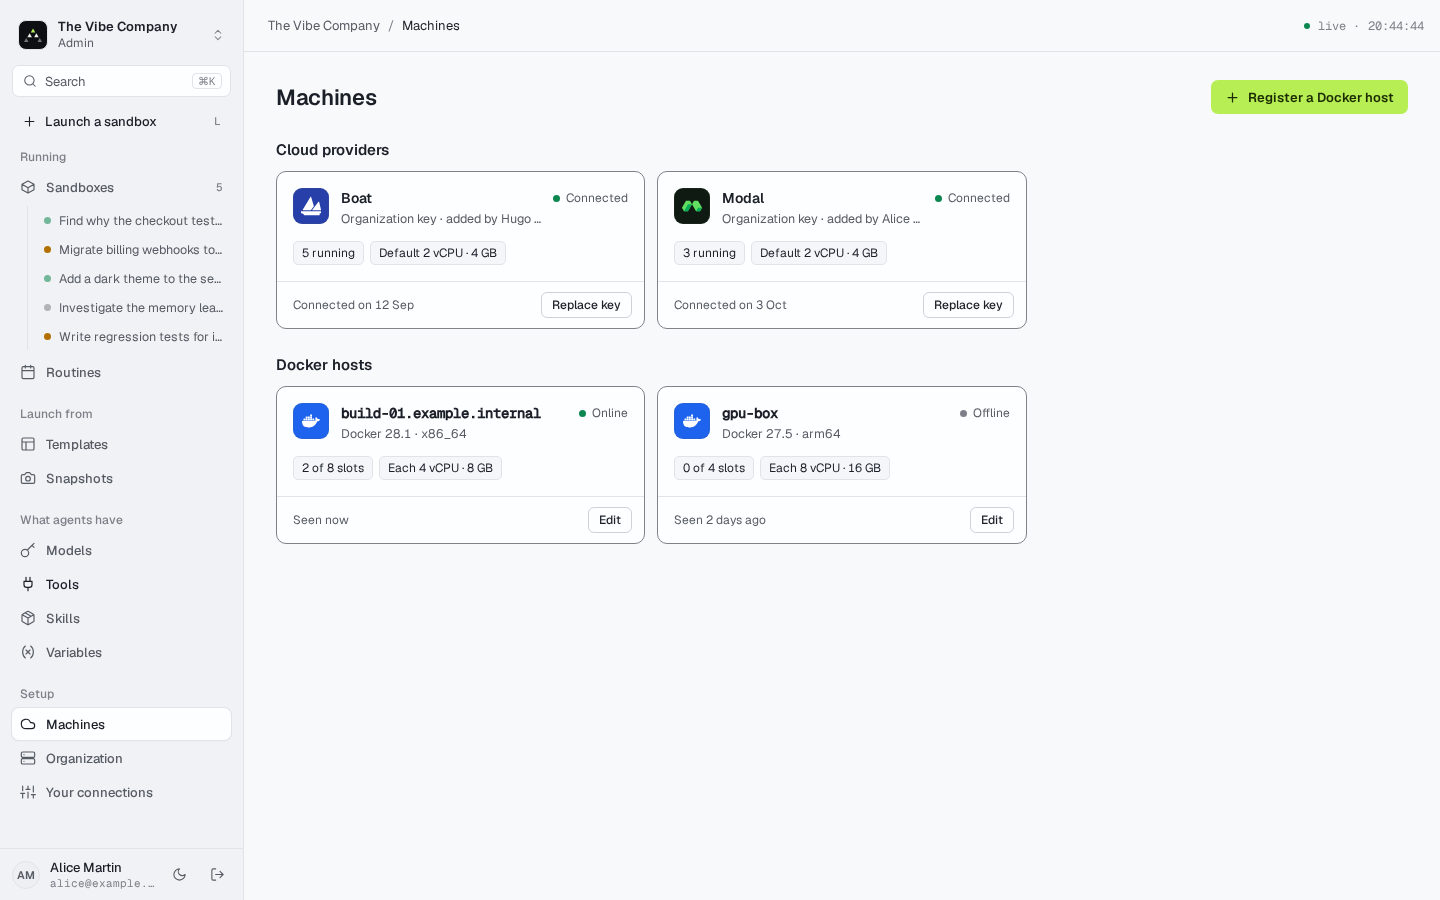 The Vibe Company
Admin
Search
⌘K
Launch a sandbox
L
Running
Sandboxes
5
Find why the checkout test...
Migrate billing webhooks to...
Add a dark theme to the se...
Investigate the memory lea...
Write regression tests for i...
Routines
Launch from
Templates
Snapshots
What agents have
Models
Tools
Skills
Variables
Setup
Machines
Organization
Your connections
AM
Alice Martin
alice@example....
The Vibe Company / Machines
live · 20:44:44
Machines
Register a Docker host
Cloud providers
Boat
Connected
Organization key · added by Hugo ...
5 running
Default 2 vCPU · 4 GB
Connected on 12 Sep
Replace key
Modal
Connected
Organization key · added by Alice ...
3 running
Default 2 vCPU · 4 GB
Connected on 3 Oct
Replace key
Docker hosts
build-01.example.internal
Online
Docker 28.1 · x86_64
2 of 8 slots
Each 4 vCPU · 8 GB
Seen now
Edit
gpu-box
Offline
Docker 27.5 · arm64
0 of 4 slots
Each 8 vCPU · 16 GB
Seen 2 days ago
Edit